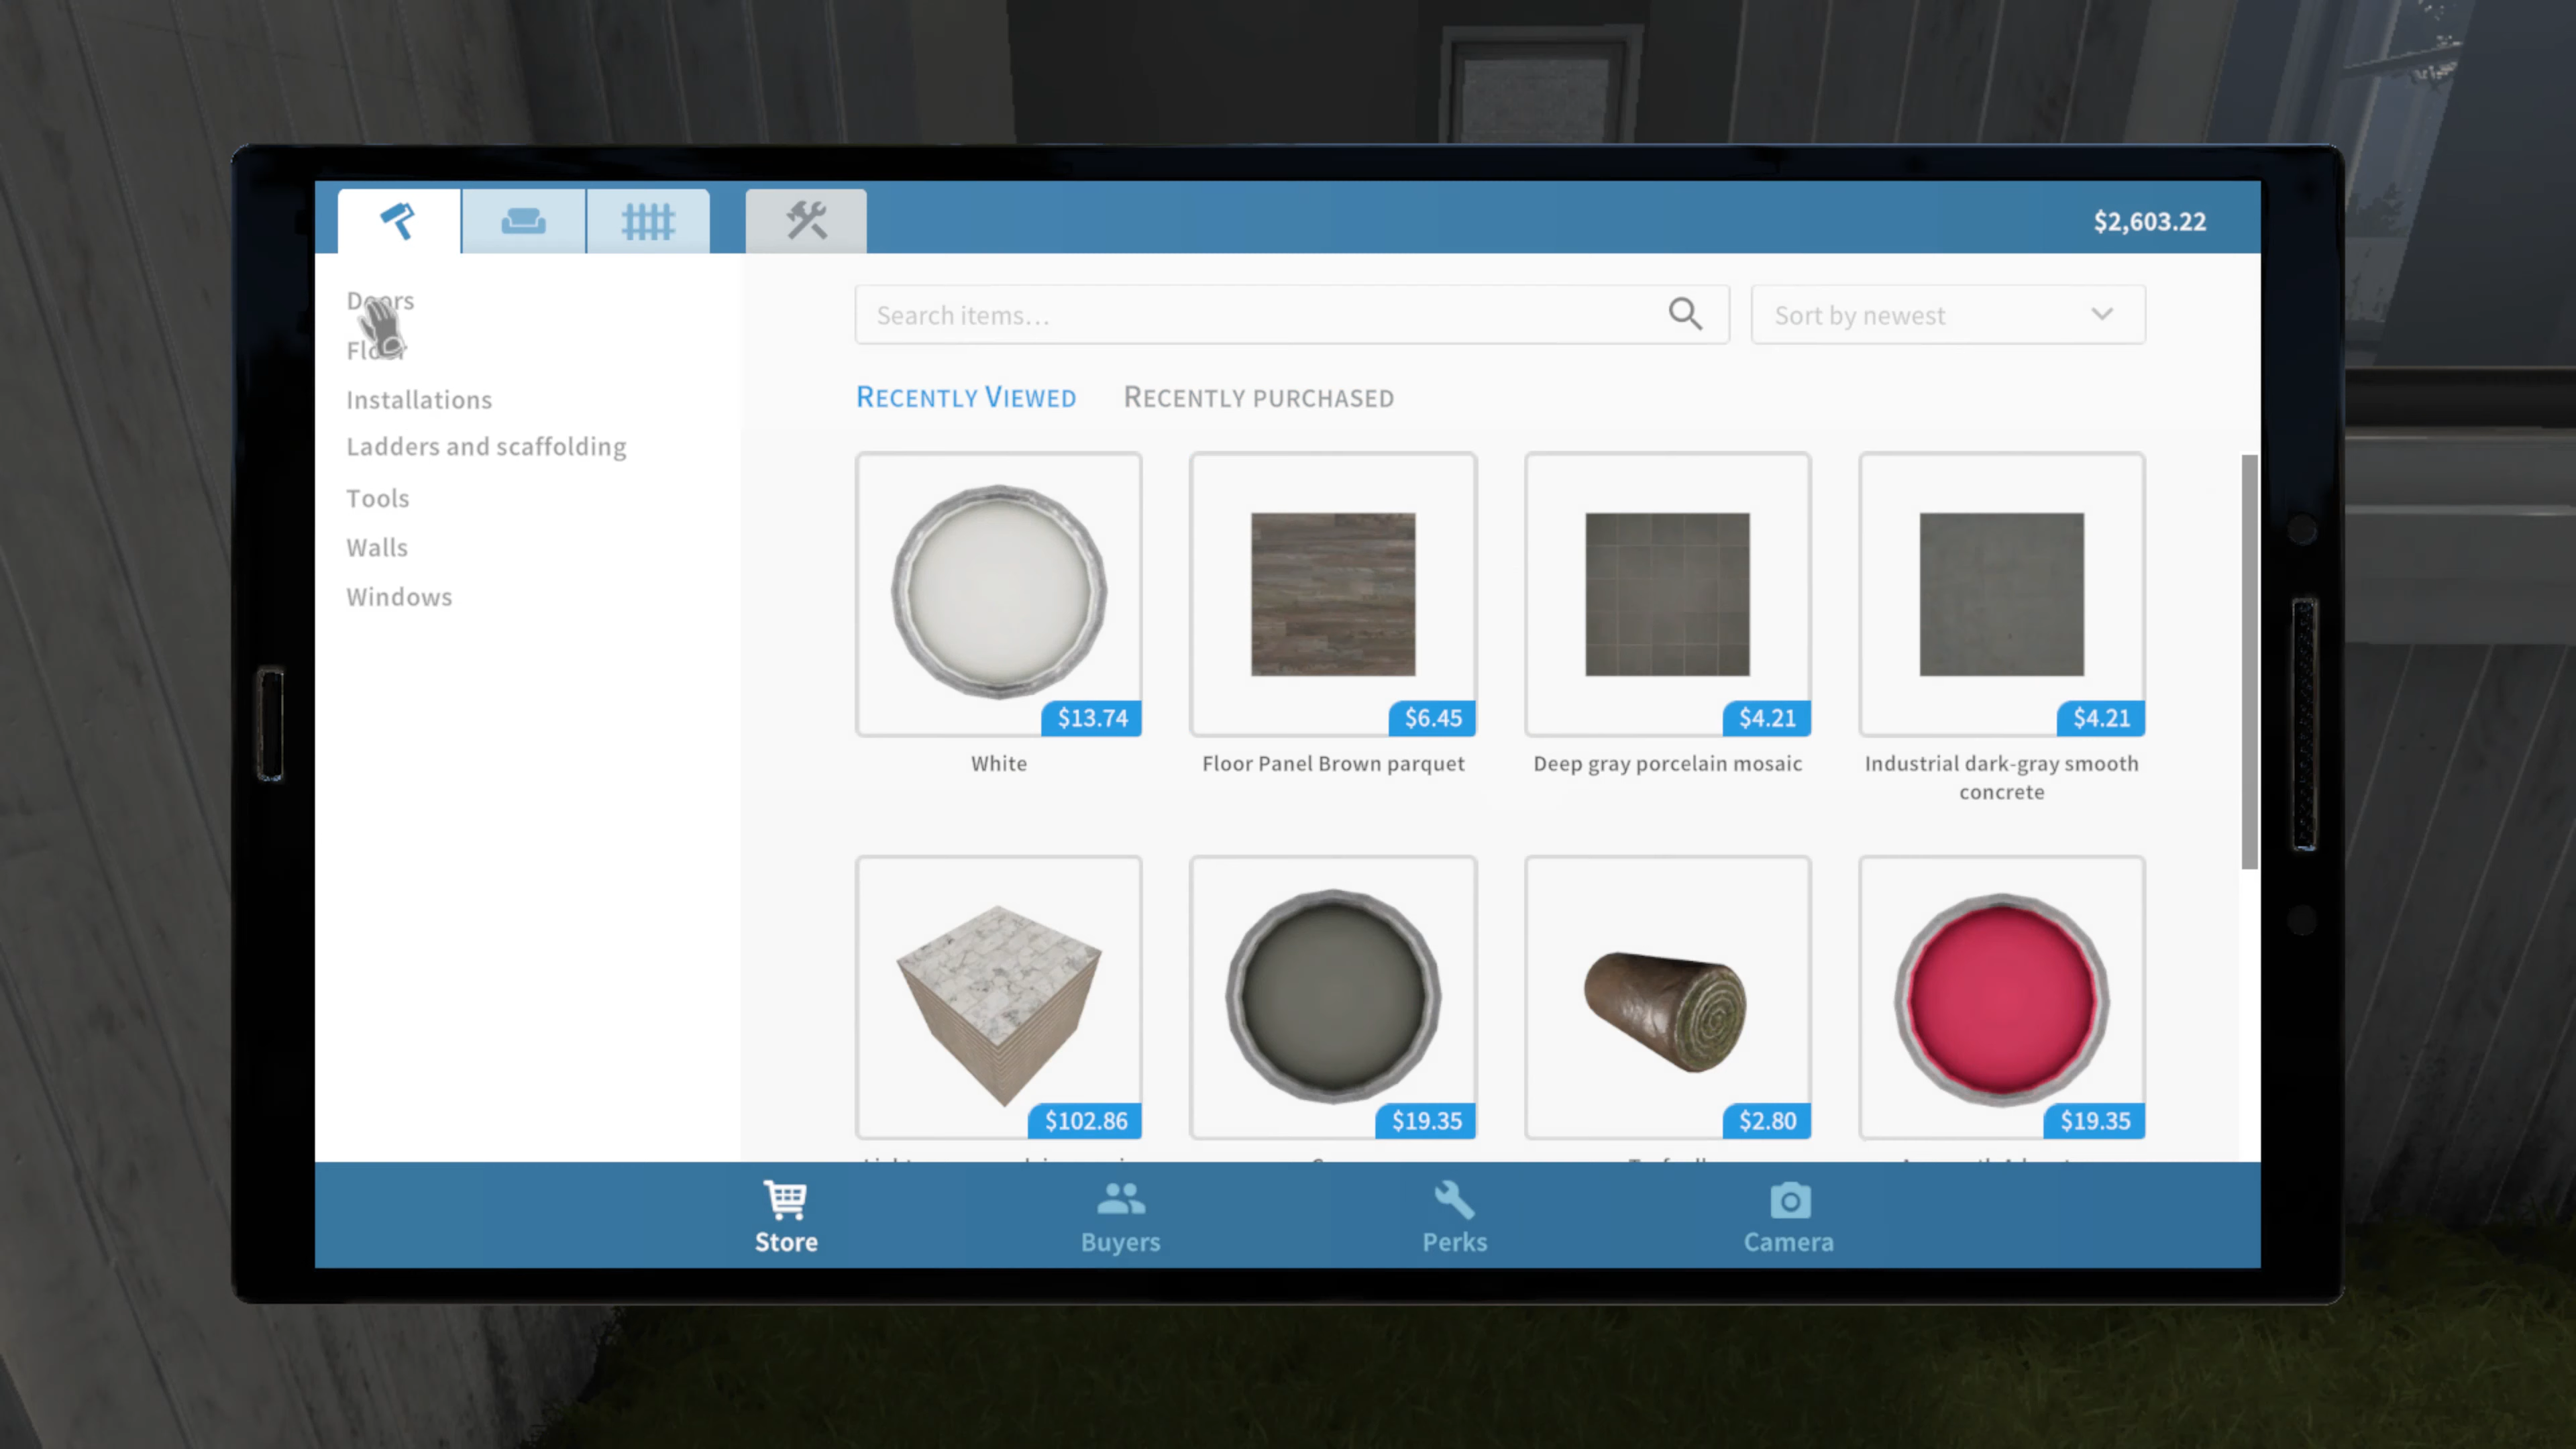 $2,603.22
Doors
Floor
Installations
Ladders and scaffolding
Tools
Walls
Windows
Search items...
Sort by newest
RECENTLY VIEWED
RECENTLY PURCHASED
$13.74
$6.45
$4.21
$4.21
White
Floor Panel Brown parquet
Deep gray porcelain mosaic
Industrial dark-gray smooth
concrete
$102.86
$19.35
$2.80
$19.35
Store
Buyers
Perks
Camera